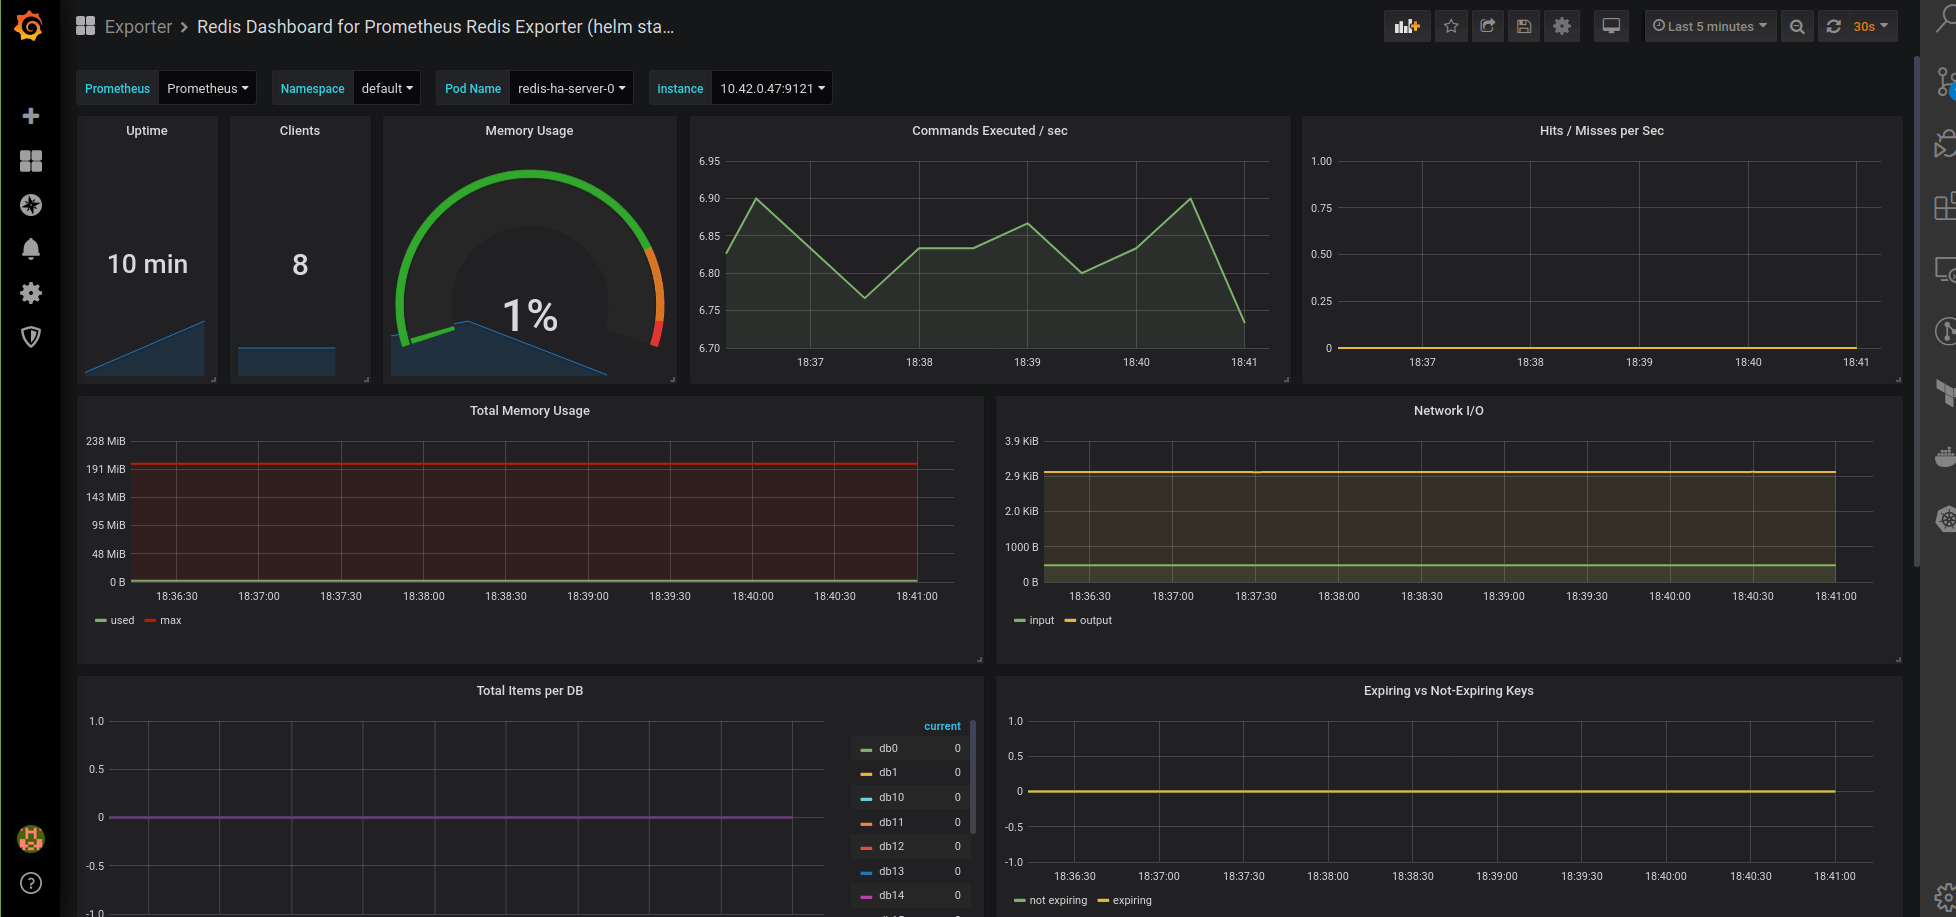 Exporter > Redis Dashboard for Prometheus Redis Exporter (helm sta...
Last 5 minutes
30s
Prometheus Prometheus
Namespace default
Pod Name redis-ha-server-0
instance 10.42.0.47:9121
Uptime
10 min
Clients
8
Memory Usage
1%
Commands Executed / sec
6.95
6.90
6.85
6.80
6.75
6.70
18:37 18:38 18:39 18:40 18:41
Hits / Misses per Sec
1.00
0.75
0.50
0.25
0
18:37 18:38 18:39 18:40 18:41
Total Memory Usage
238 MiB
191 MiB
143 MiB
95 MiB
48 MiB
0 B
18:36:30 18:37:00 18:37:30 18:38:00 18:38:30 18:39:00 18:39:30 18:40:00 18:40:30 18:41:00
used max
Network I/O
3.9 KiB
2.9 KiB
2.0 KiB
1000 B
0 B
18:36:30 18:37:00 18:37:30 18:38:00 18:38:30 18:39:00 18:39:30 18:40:00 18:40:30 18:41:00
input output
Total Items per DB
1.0
0.5
0
-0.5
-1.0
current
db0 0
db1 0
db10 0
db11 0
db12 0
db13 0
db14 0
Expiring vs Not-Expiring Keys
1.0
0.5
0
-0.5
-1.0
18:36:30 18:37:00 18:37:30 18:38:00 18:38:30 18:39:00 18:39:30 18:40:00 18:40:30 18:41:00
not expiring expiring